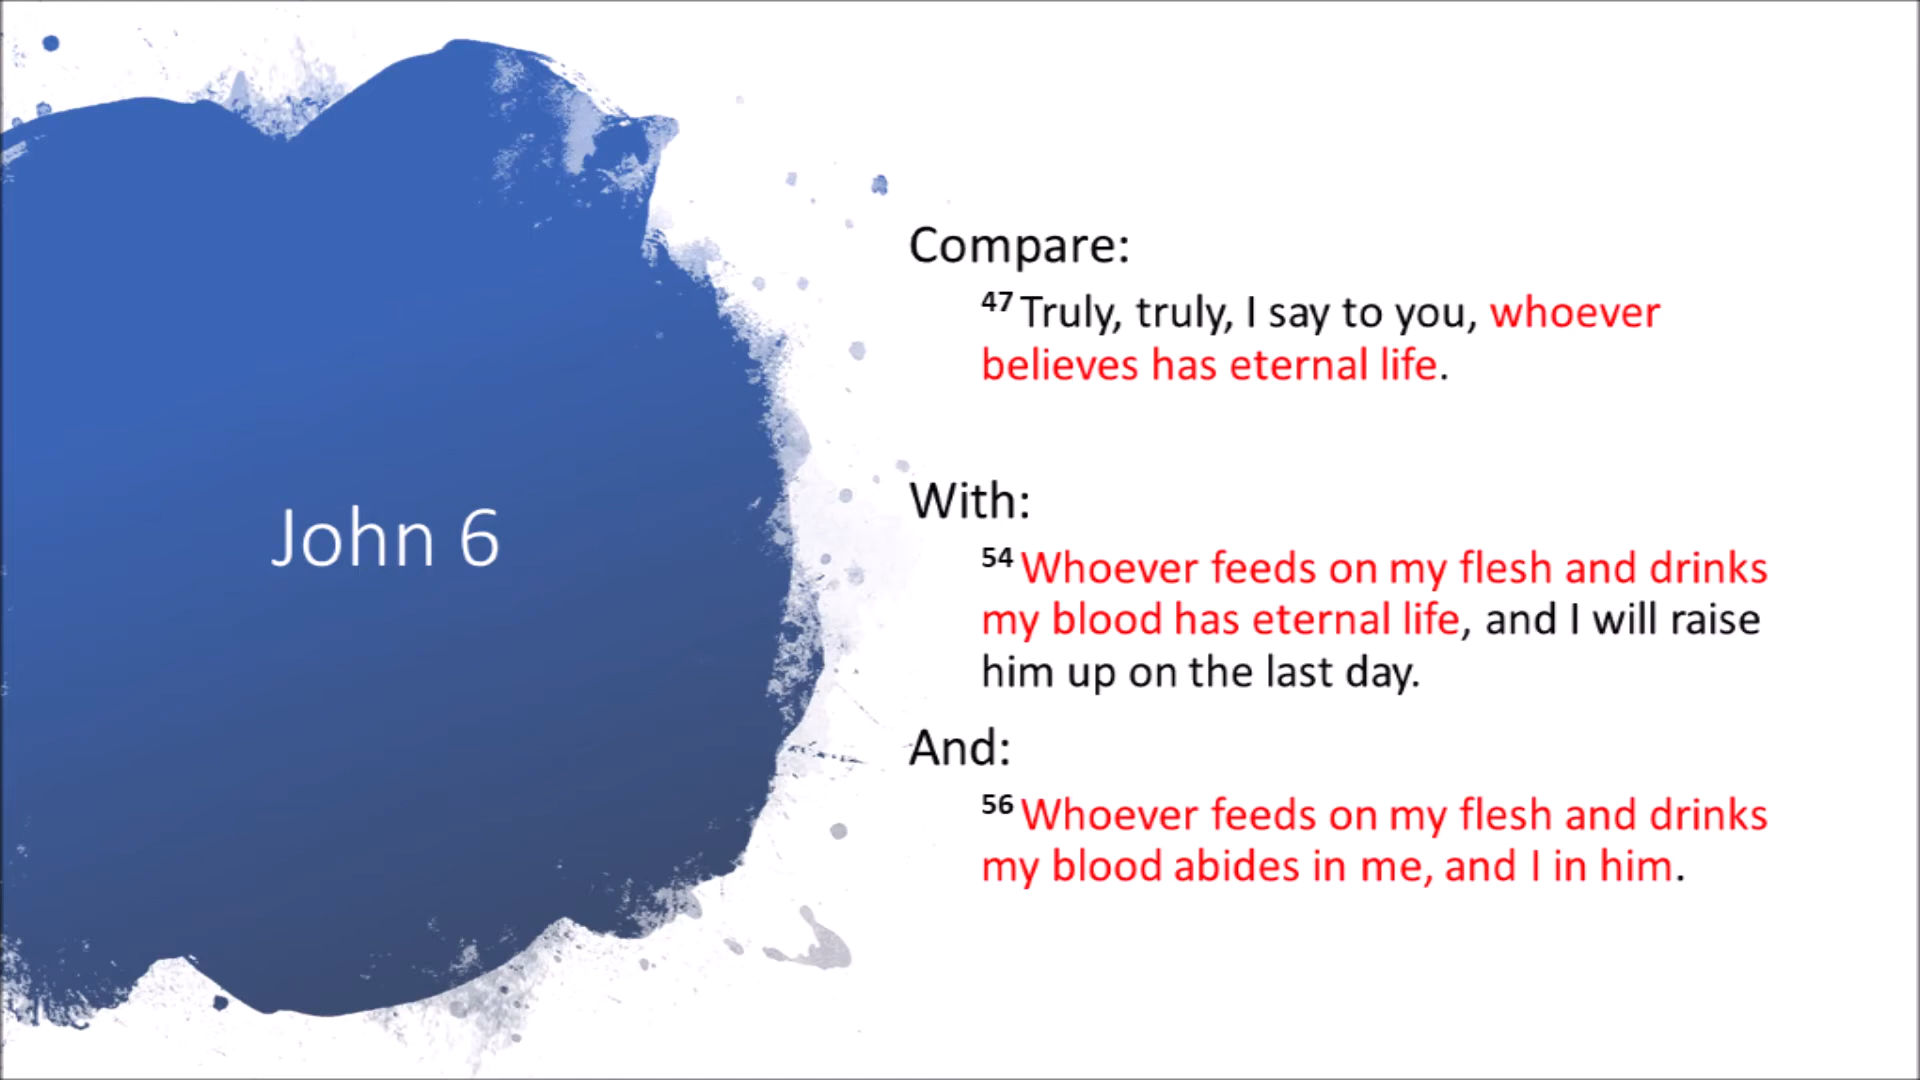 John 6
Compare:
47 Truly, truly, I say to you, whoever
believes has eternal life.
With:
54 Whoever feeds on my flesh and drinks
my blood has eternal life, and I will raise
him up on the last day.
And:
56 Whoever feeds on my flesh and drinks
my blood abides in me, and I in him.